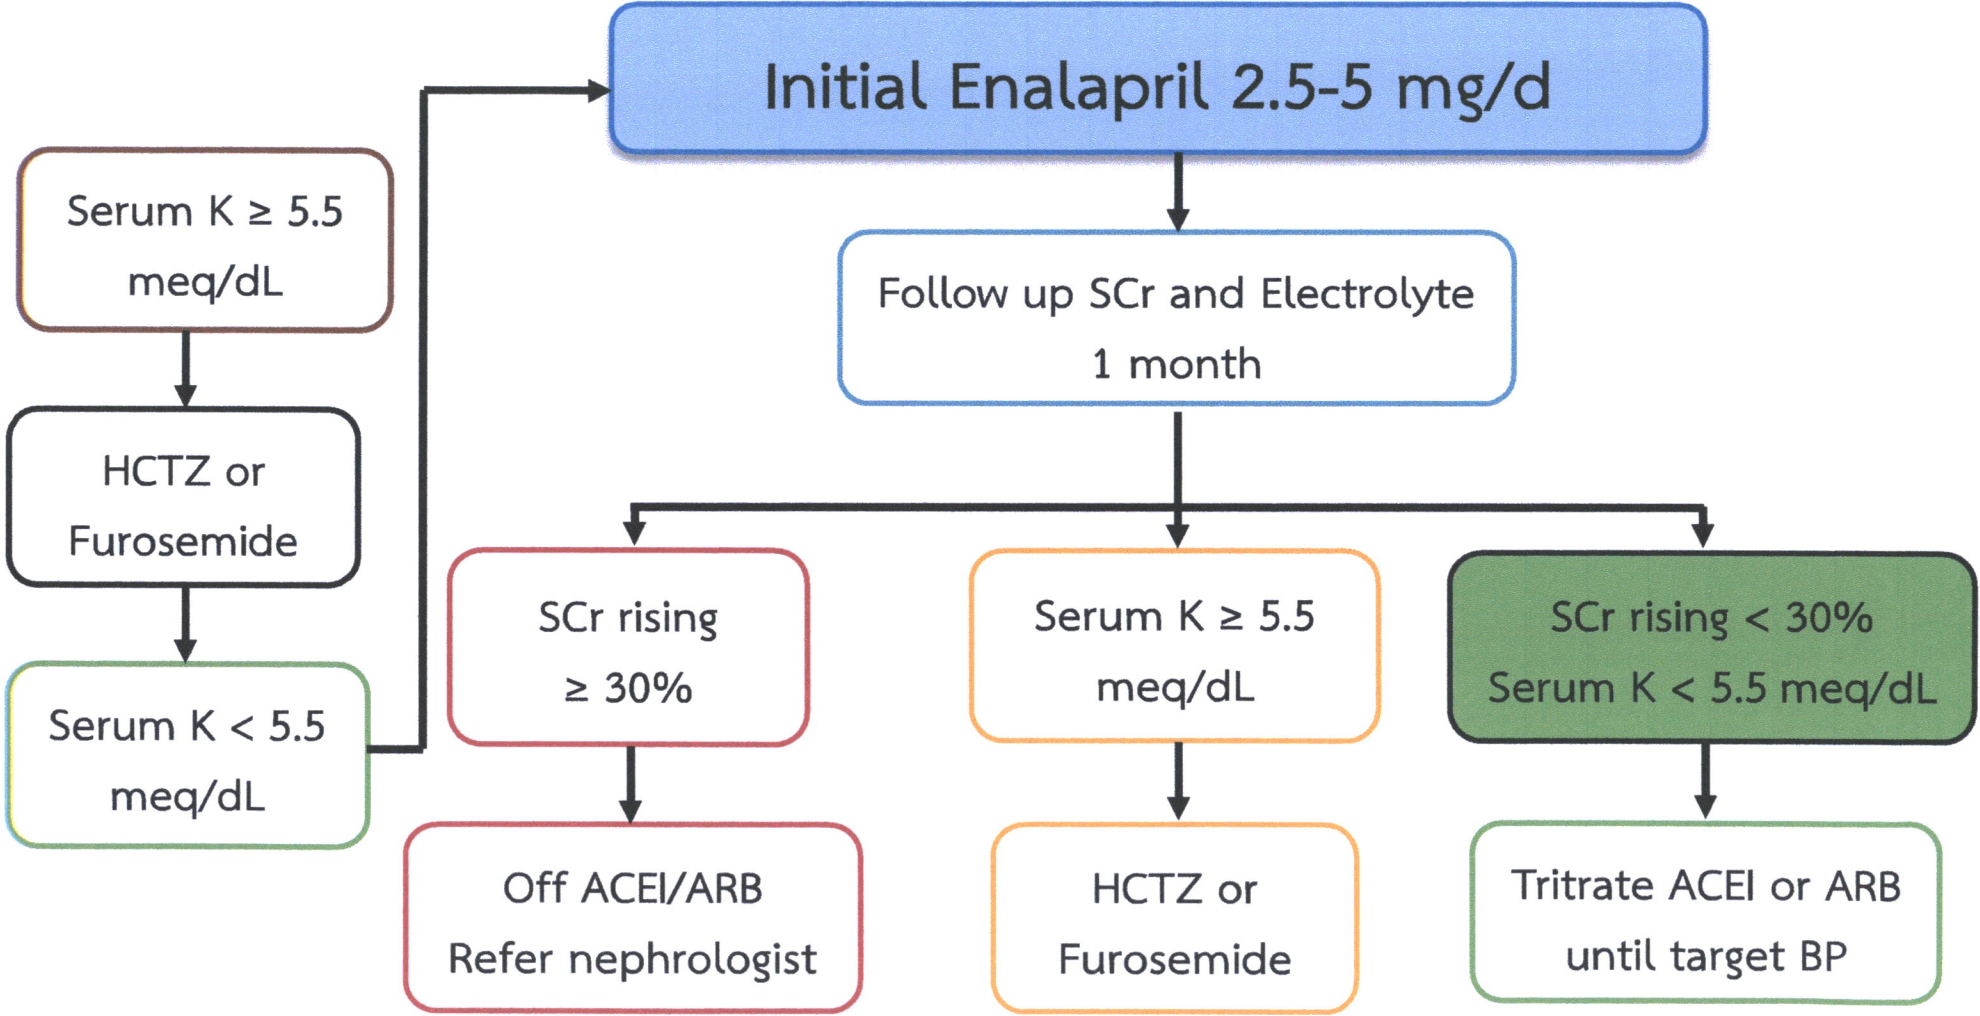 Initial Enalapril 2.5-5 mg/d
Serum K ≥ 5.5
meq/dL
HCTZ or
Furosemide
Serum K < 5.5
meq/dL
Follow up SCr and Electrolyte
1 month
SCr rising
≥ 30%
Off ACEI/ARB
Refer nephrologist
Serum K ≥ 5.5
meq/dL
HCTZ or
Furosemide
SCr rising < 30%
Serum K < 5.5 meq/dL
Tritrate ACEI or ARB
until target BP